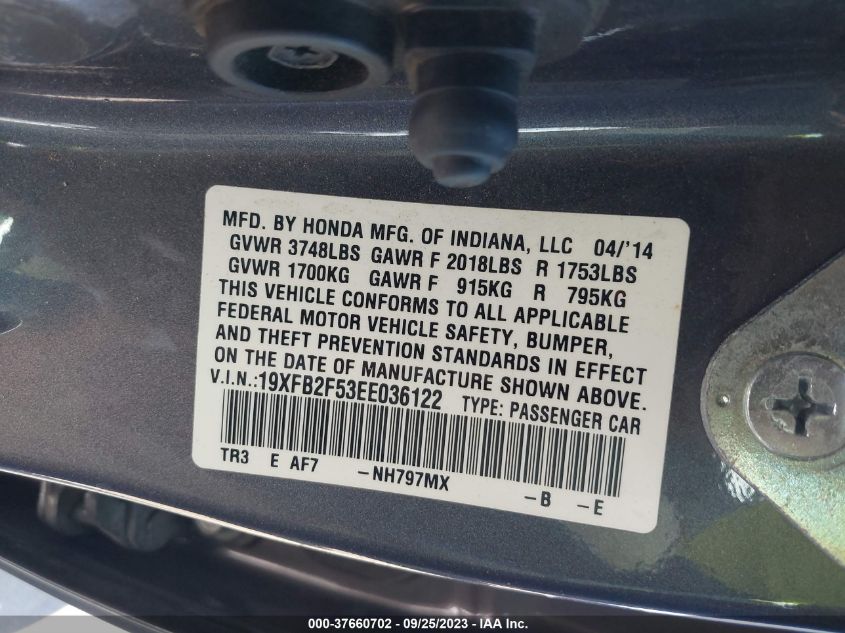 MFD. BY HONDA MFG. OF INDIANA, LLC 04/'14
GVWR 3748LBS GAWR F 2018LBS R 1753LBS
GVWR 1700KG GAWR F 915KG R 795KG
THIS VEHICLE CONFORMS TO ALL APPLICABLE
FEDERAL MOTOR VEHICLE SAFETY, BUMPER,
AND THEFT PREVENTION STANDARDS IN EFFECT
ON THE DATE OF MANUFACTURE SHOWN ABOVE.
V.I.N.:19XFB2F53EE036122 TYPE: PASSENGER CAR
TR3 E AF7 -NH797MX -B -E
000-37660702 - 09/25/2023 - IAA Inc.